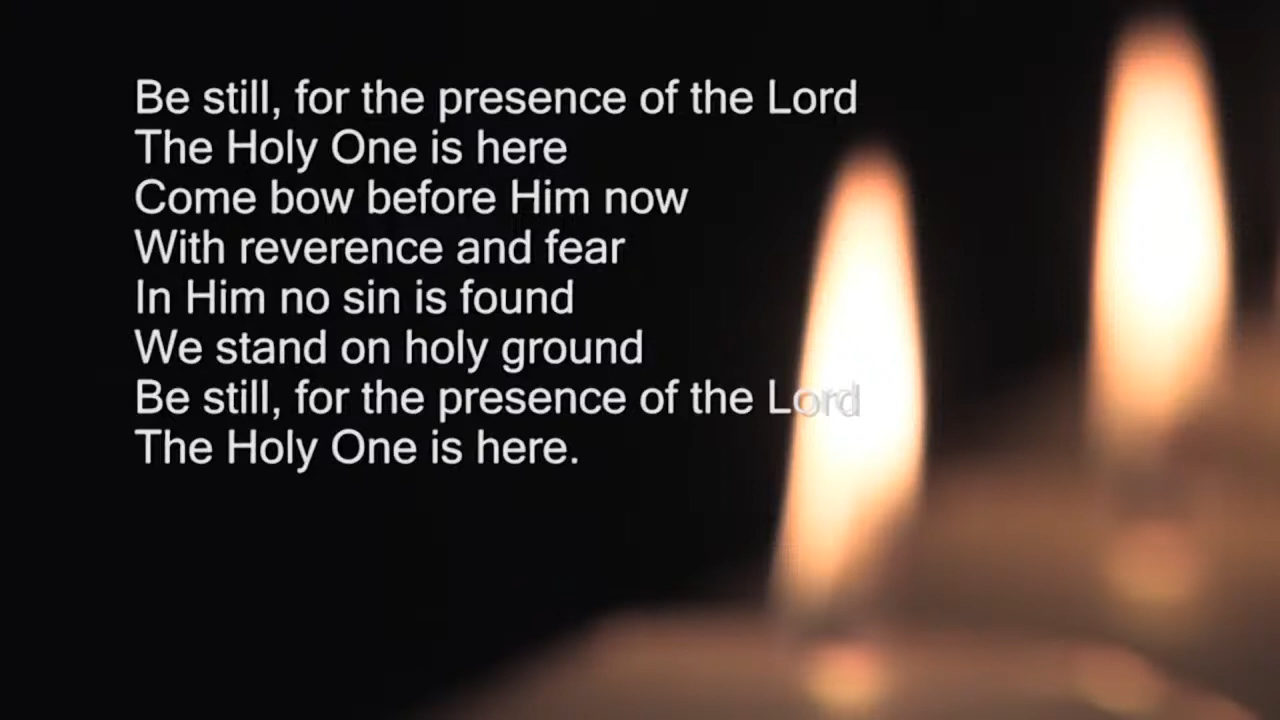 Be still, for the presence of the Lord
The Holy One is here
Come bow before Him now
With reverence and fear
In Him no sin is found
We stand on holy ground
Be still, for the presence of the Lord
The Holy One is here.